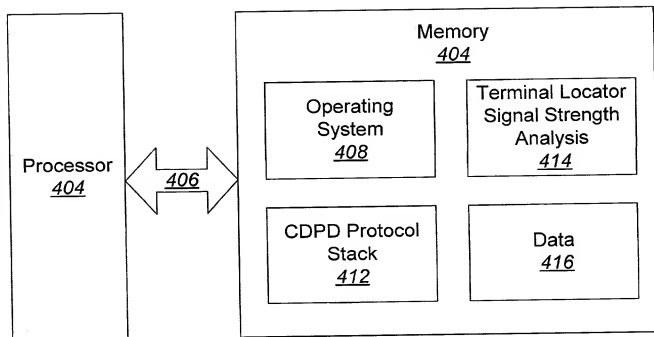 Memory
404
Operating
System
408
Terminal Locator
Signal Strength
Analysis
414
Processor
404
406
CDPD Protocol
Stack
412
Data
416